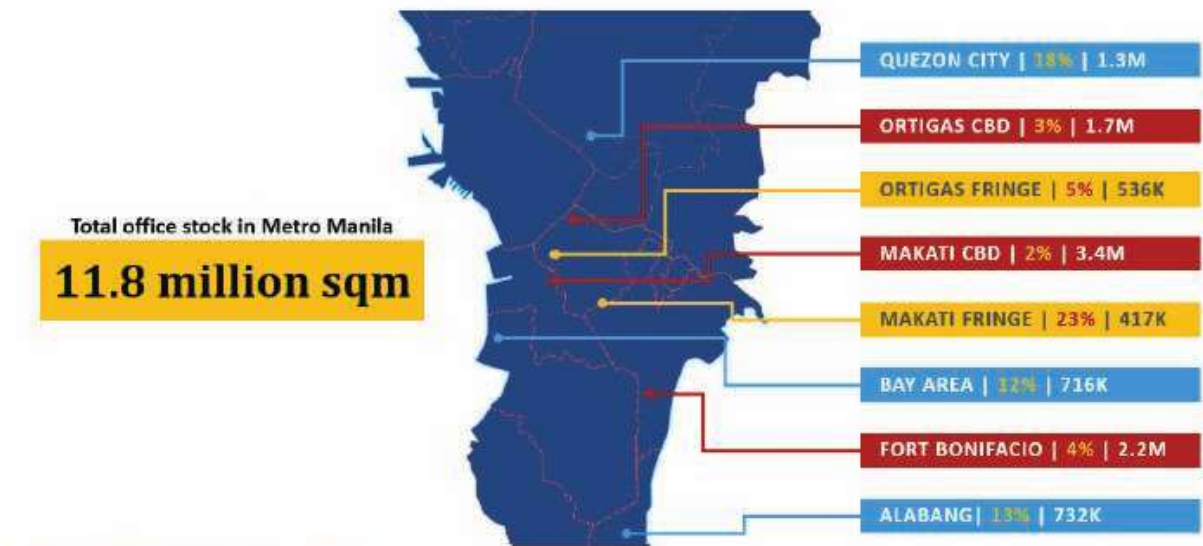 QUEZON CITY | 18% | 1.3M
ORTIGAS CBD | 3% | 1.7M
ORTIGAS FRINGE | 5% | 536K
Total office stock in Metro Manila
11.8 million sqm
MAKATI CBD | 2% | 3.4M
MAKATI FRINGE | 23% | 417K
BAY AREA | 12% | 716K
FORT BONIFACIO | 4% | 2.2M
ALABANG| 13% | 732K